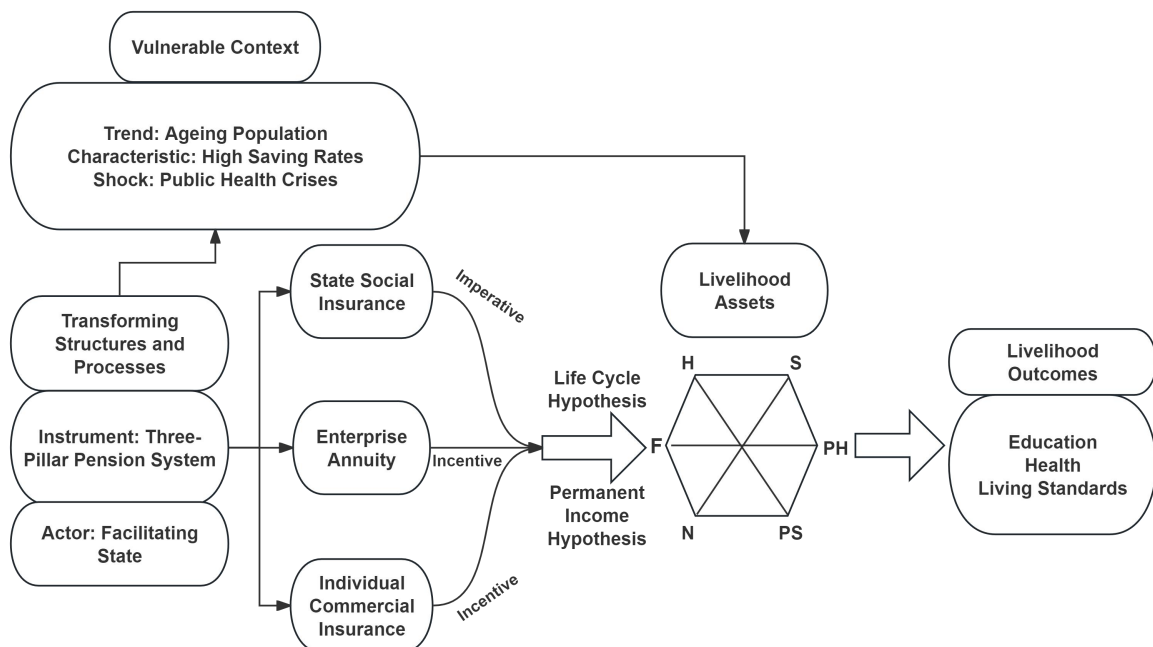 Vulnerable Context
Trend: Ageing Population
Characteristic: High Saving Rates
Shock: Public Health Crises
Transforming
Structures and
Processes
Instrument: Three-
Pillar Pension System
Actor: Facilitating
State
State Social
Insurance
Enterprise
Annuity
Individual
Commercial
Insurance
Imperative
Incentive
Incentive
Life Cycle
Hypothesis
Permanent
Income
Hypothesis
Livelihood
Assets
H
S
F
PH
N
PS
Livelihood
Outcomes
Education
Health
Living Standards